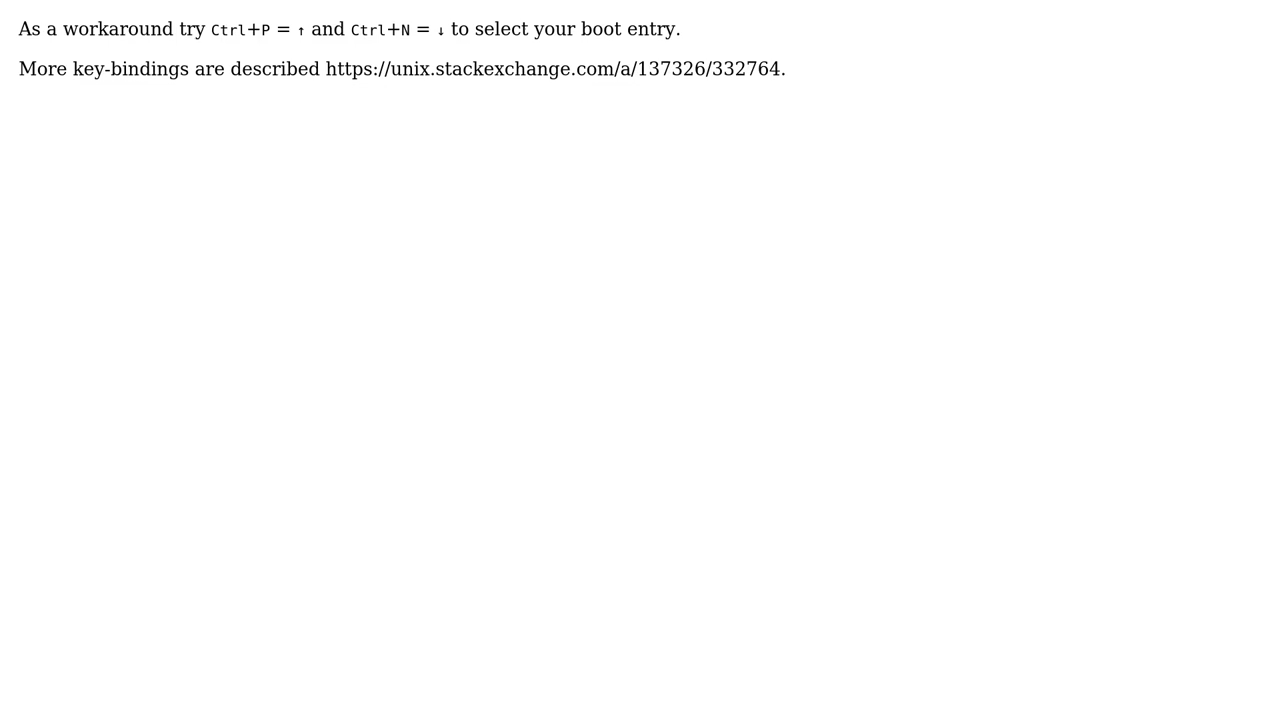 As a workaround try Ctrl+P = ↑ and Ctrl+N = ↓ to select your boot entry.
More key-bindings are described https://unix.stackexchange.com/a/137326/332764.